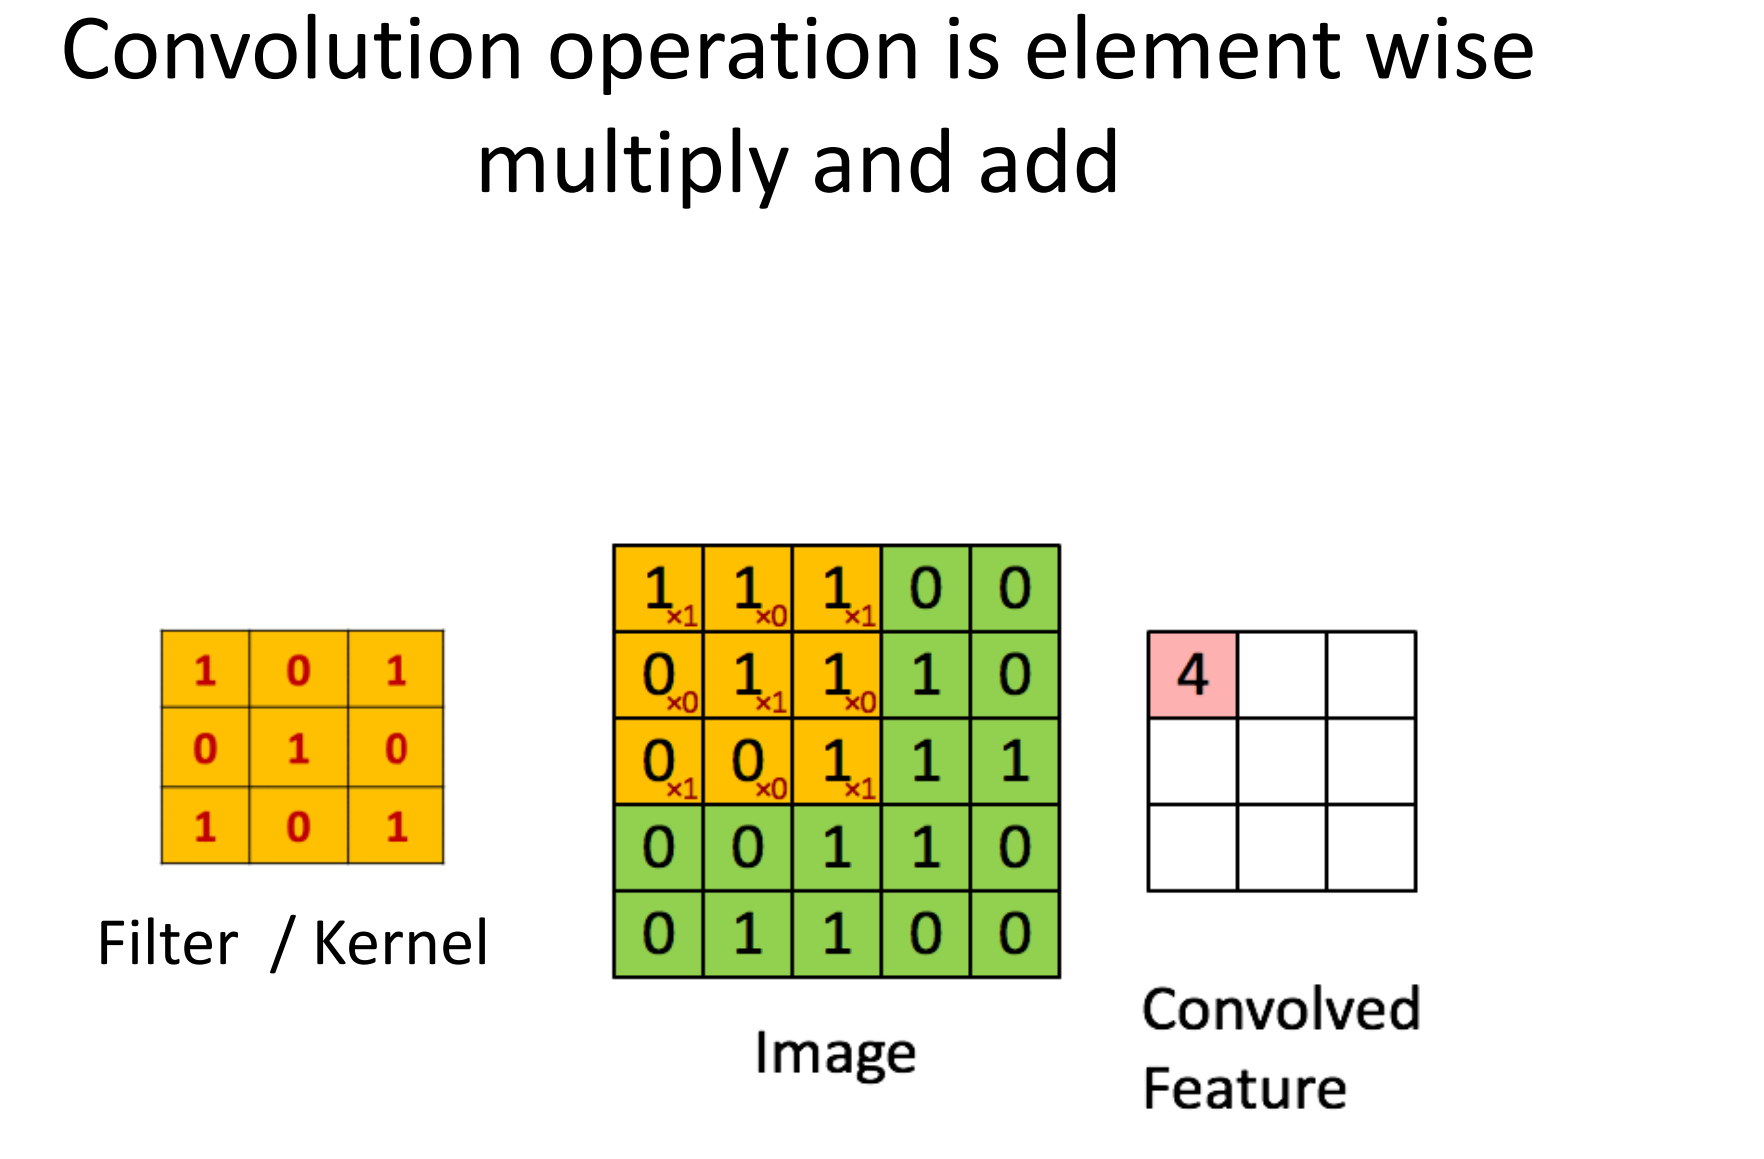 Convolution operation is element wise
multiply and add
1 0 1
0 1 0
1 0 1
Filter / Kernel
1×1 1×0 1×1 0 0
0×0 1×1 1×0 1 0
0×1 0×0 1×1 1 1
0 0 1 1 0
0 1 1 0 0
Image
4
Convolved
Feature